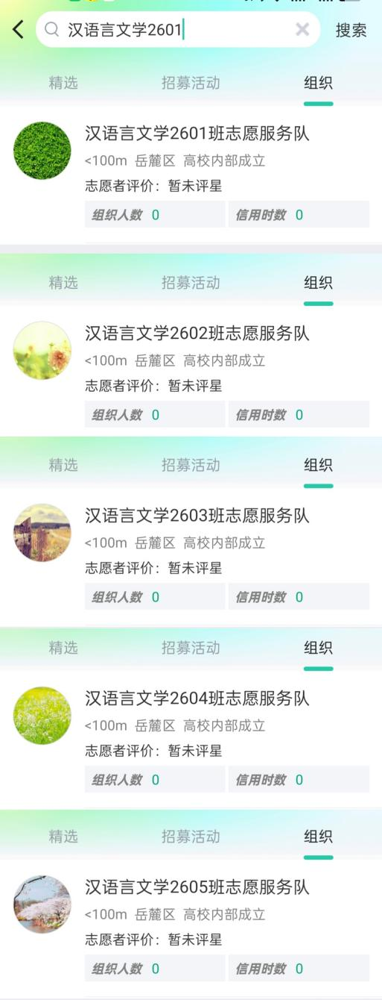 汉语言文学2601
搜索
精选 招募活动 组织
汉语言文学2601班志愿服务队
<100m 岳麓区 高校内部成立
志愿者评价：暂未评星
组织人数 0 信用时数 0
精选 招募活动 组织
汉语言文学2602班志愿服务队
<100m 岳麓区 高校内部成立
志愿者评价：暂未评星
组织人数 0 信用时数 0
精选 招募活动 组织
汉语言文学2603班志愿服务队
<100m 岳麓区 高校内部成立
志愿者评价：暂未评星
组织人数 0 信用时数 0
精选 招募活动 组织
汉语言文学2604班志愿服务队
<100m 岳麓区 高校内部成立
志愿者评价：暂未评星
组织人数 0 信用时数 0
精选 招募活动 组织
汉语言文学2605班志愿服务队
<100m 岳麓区 高校内部成立
志愿者评价：暂未评星
组织人数 0 信用时数 0